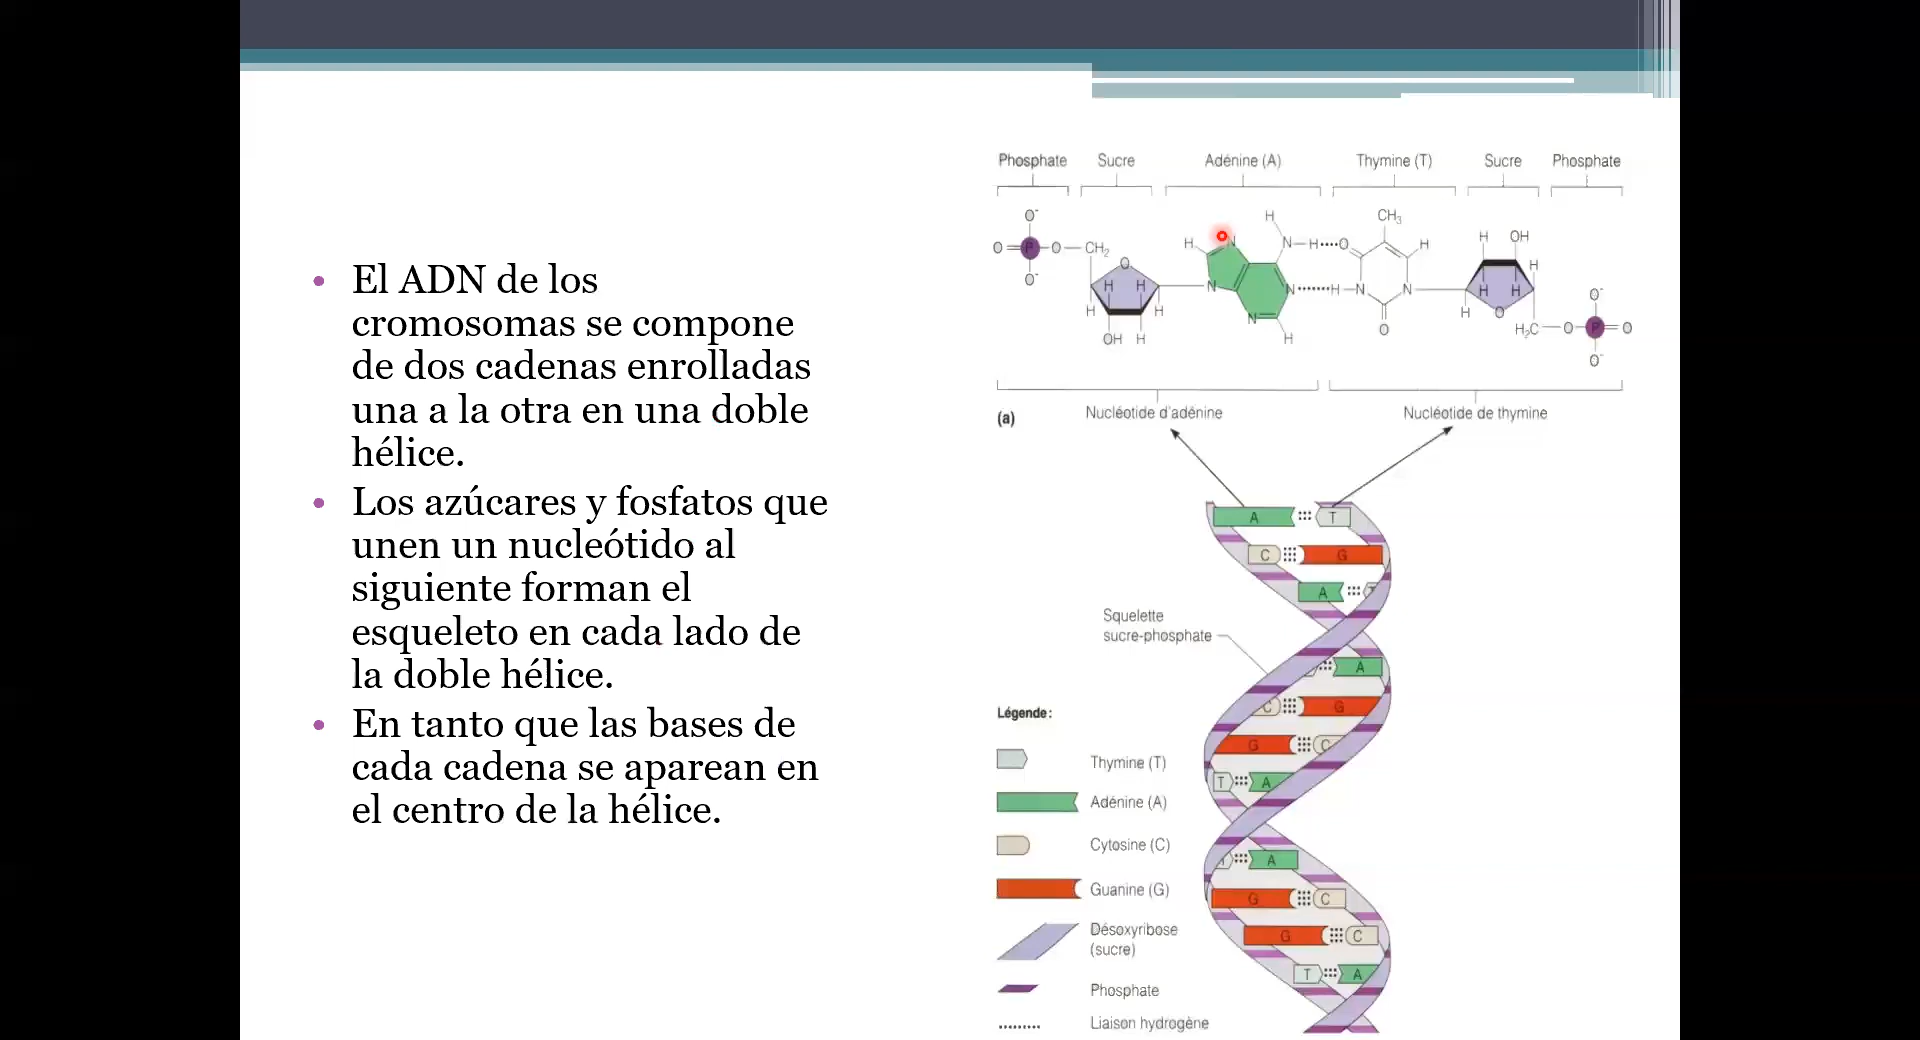 El ADN de los
cromosomas se compone
de dos cadenas enrolladas
una a la otra en una doble
hélice.
Los azúcares y fosfatos que
unen un nucleótido al
siguiente forman el
esqueleto en cada lado de
la doble hélice.
En tanto que las bases de
cada cadena se aparean en
el centro de la hélice.
Phosphate Sucre Adénine (A) Thymine (T) Sucre Phosphate
O⁻ H CH₃ H OH
O P O CH₂ H N N H O H H
O⁻ O H H N N H N N H H O⁻
H H N O H O H₂C O P O
OH H H O⁻
(a) Nucléotide d'adénine Nucléotide de thymine
A T
C G
A T
Squelette
sucre-phosphate
A
C G
G C
T A
T A
G C
G C
T A
Légende :
Thymine (T)
Adénine (A)
Cytosine (C)
Guanine (G)
Désoxyribose
(sucre)
Phosphate
Liaison hydrogène